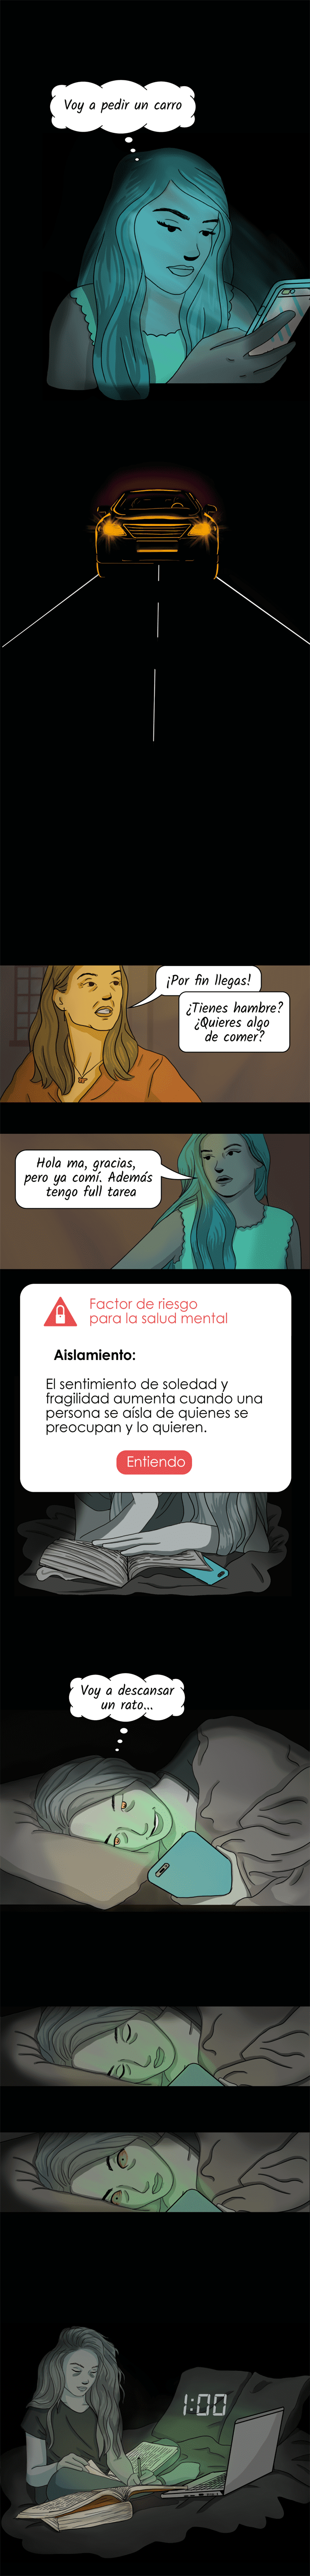 Voy a pedir un carro
¡Por fin llegas!
¿Tienes hambre?
¿Quieres algo
de comer?
Hola ma, gracias,
pero ya comí. Además
tengo full tarea
Factor de riesgo
para la salud mental
Aislamiento:
El sentimiento de soledad y
fragilidad aumenta cuando una
persona se aísla de quienes se
preocupan y lo quieren.
Entiendo
Voy a descansar
un rato...
1:00